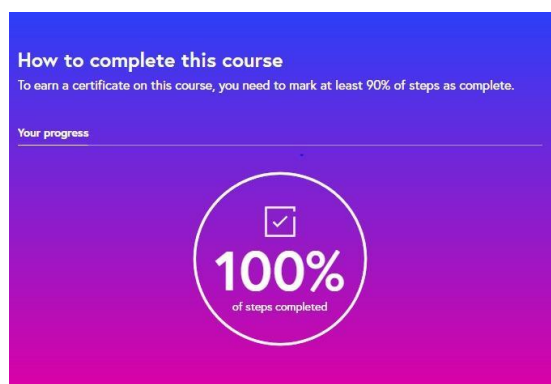 How to complete this course
To earn a certificate on this course, you need to mark at least 90% of steps as complete.
Your progress
100%
of steps completed